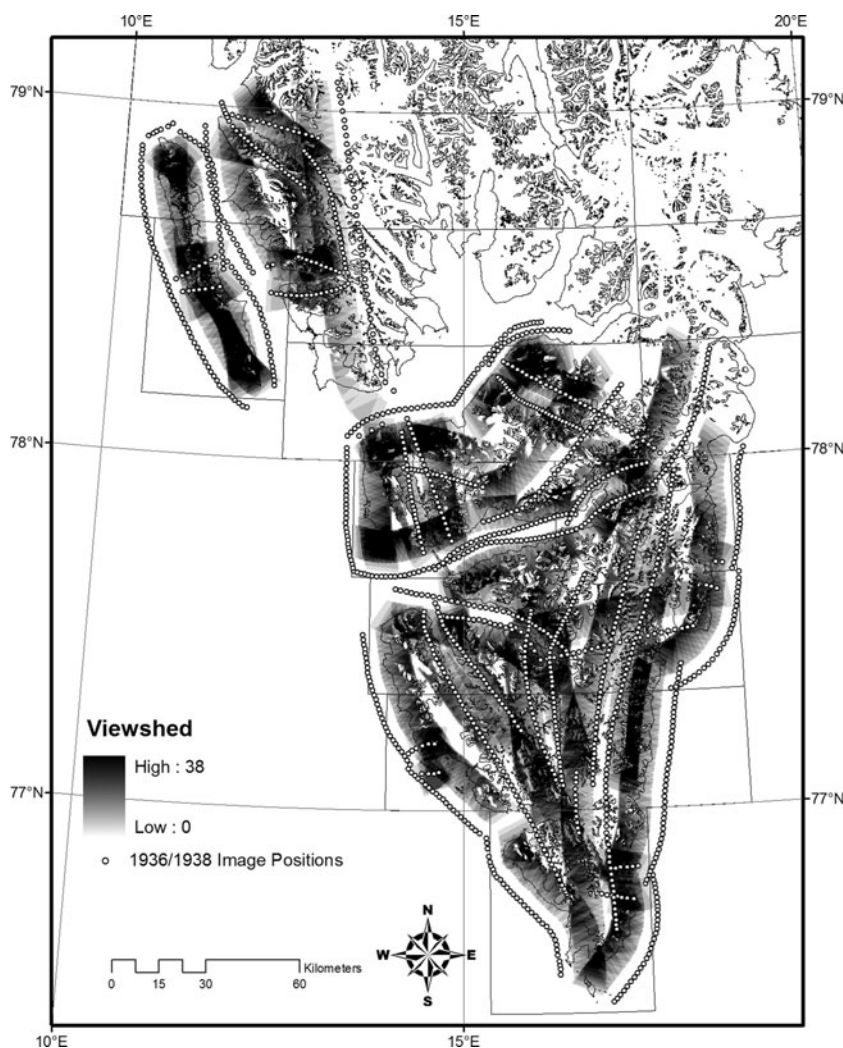 10°E 15°E 20°E
79°N 79°N
78°N 78°N
Viewshed
High : 38
Low : 0
77°N 77°N
1936/1938 Image Positions
N
W E
S
Kilometers
0 15 30 60
10°E 15°E